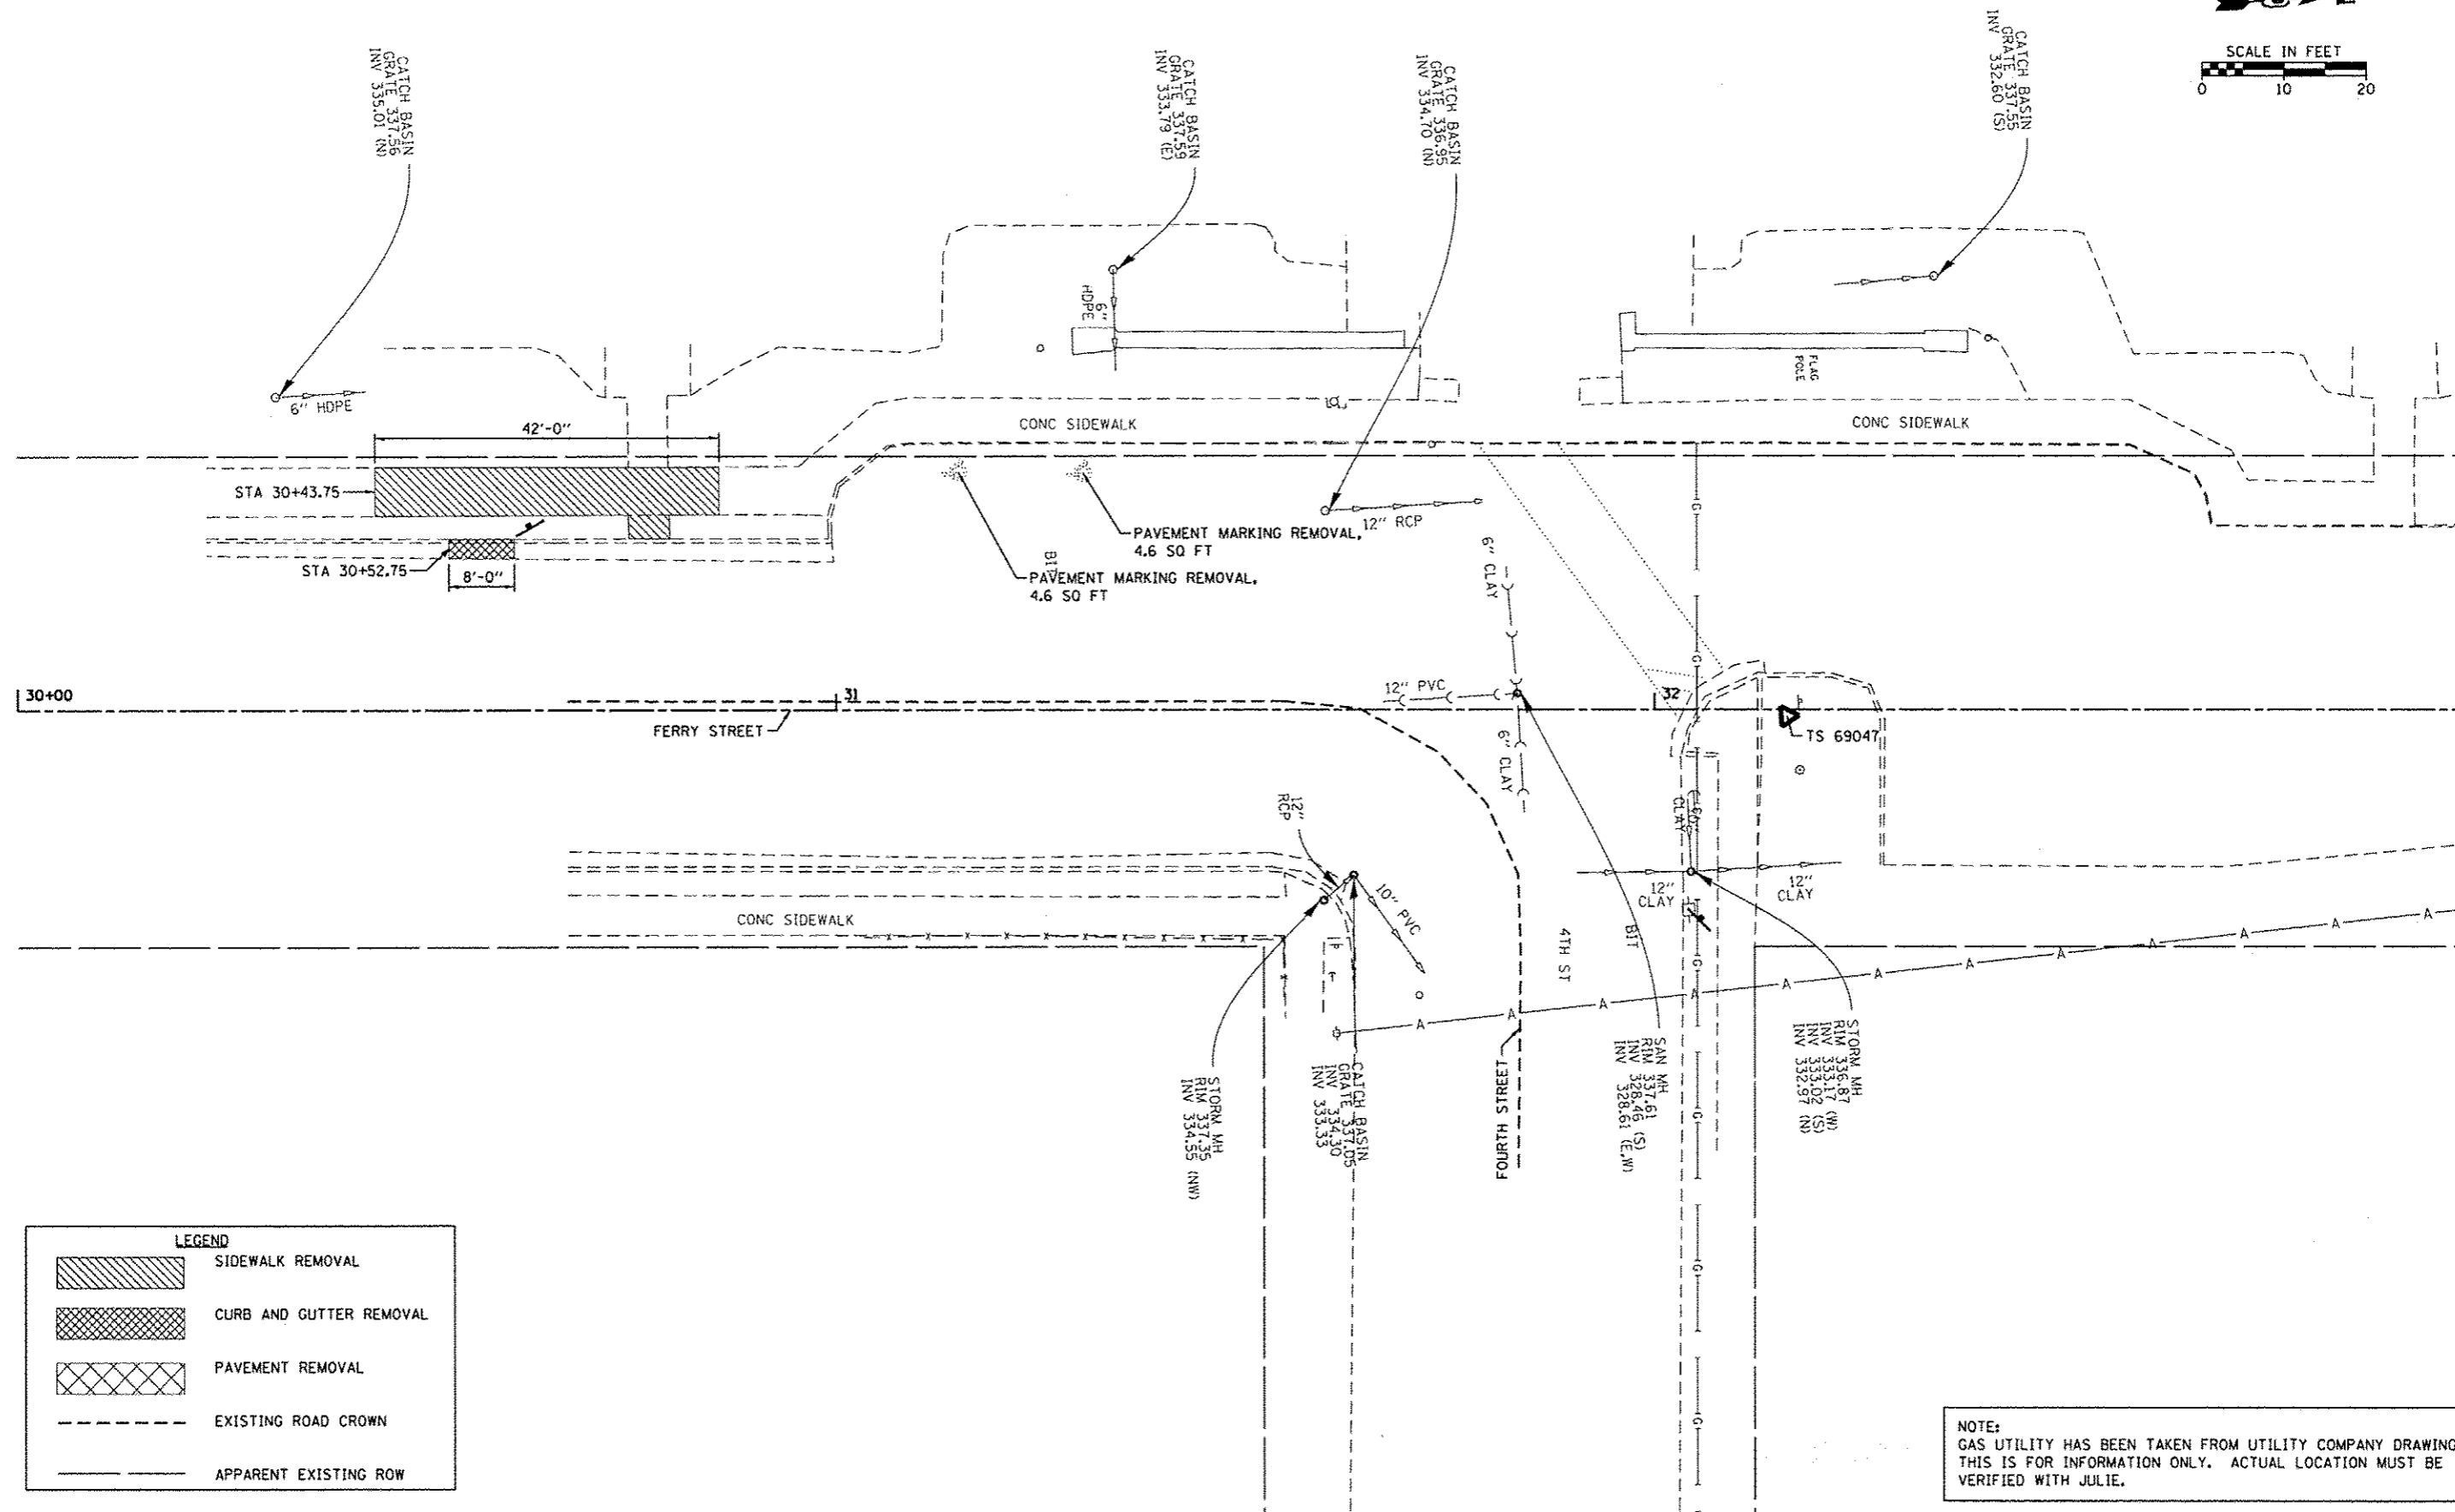 SCALE IN FEET
0 10 20
CATCH BASIN
GRATE 337.56
INV 335.01 (N)
CATCH BASIN
GRATE 337.59
INV 333.79 (E)
CATCH BASIN
GRATE 336.95
INV 334.70 (N)
CATCH BASIN
GRATE 337.55
INV 332.60 (S)
6" HDPE
6"
HDPE
FLAG
POLE
42'-0"
CONC SIDEWALK
CONC SIDEWALK
STA 30+43.75
STA 30+52.75
8'-0"
PAVEMENT MARKING REMOVAL,
4.6 SQ FT
BIT
PAVEMENT MARKING REMOVAL,
4.6 SQ FT
12" RCP
6" CLAY
G
G
30+00
31
32
12" PVC
FERRY STREET
TS 69047
6" CLAY
12"
RCP
CLAY
10" PVC
12"
CLAY
12"
CLAY
CONC SIDEWALK
4TH ST
BIT
G
A A A A A A A A A A A A
STORM MH
RIM 337.35
INV 334.55 (NW)
CATCH BASIN
GRATE 337.05
INV 334.30
INV 333.33
FOURTH STREET
SAN MH
RIM 337.61
INV 328.46 (S)
INV 328.61 (E,W)
STORM MH
RIM 336.87
INV 333.17 (W)
INV 333.02 (S)
INV 332.97 (N)
G
G
G
LEGEND
SIDEWALK REMOVAL
CURB AND GUTTER REMOVAL
PAVEMENT REMOVAL
EXISTING ROAD CROWN
APPARENT EXISTING ROW
NOTE:
GAS UTILITY HAS BEEN TAKEN FROM UTILITY COMPANY DRAWING
THIS IS FOR INFORMATION ONLY. ACTUAL LOCATION MUST BE
VERIFIED WITH JULIE.